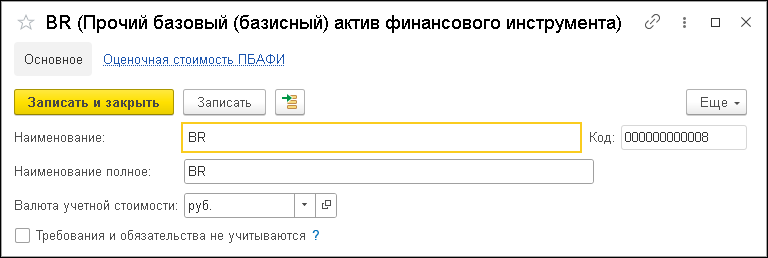 BR (Прочий базовый (базисный) актив финансового инструмента)
Основное Оценочная стоимость ПБАФИ
Записать и закрыть Записать Еще
Наименование: BR Код: 000000000008
Наименование полное: BR
Валюта учетной стоимости: руб.
Требования и обязательства не учитываются ?